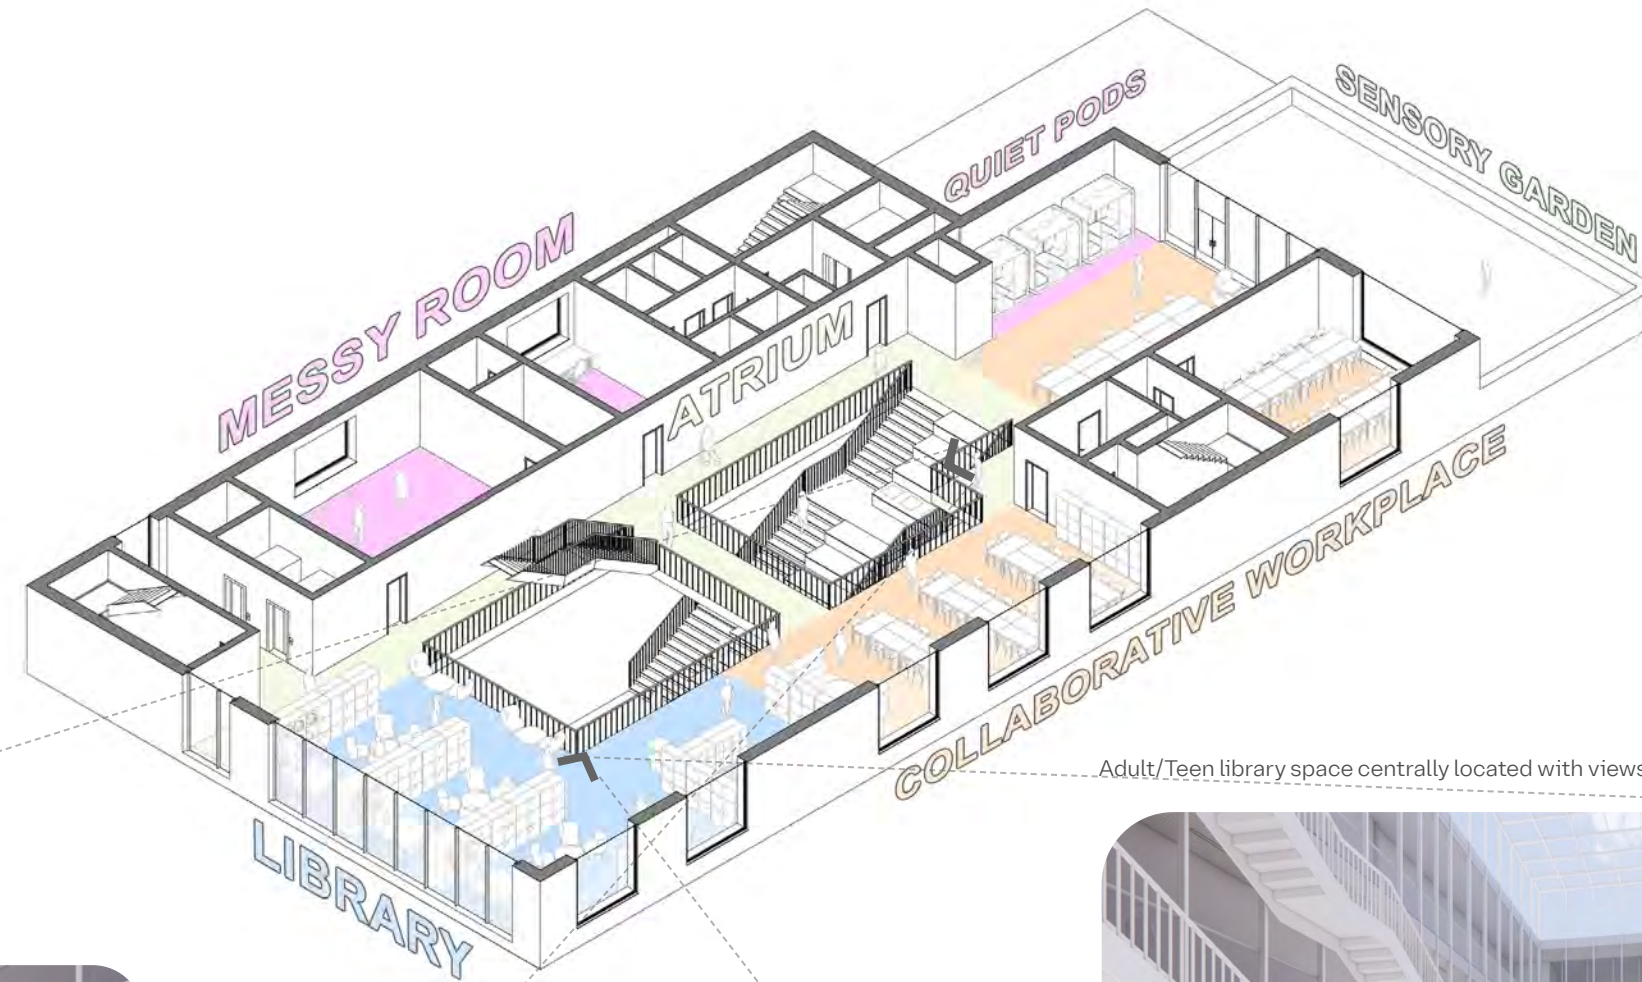 SENSORY GARDEN
QUIET PODS
MESSY ROOM
ATRIUM
COLLABORATIVE WORKPLACE
Adult/Teen library space centrally located with views
LIBRARY